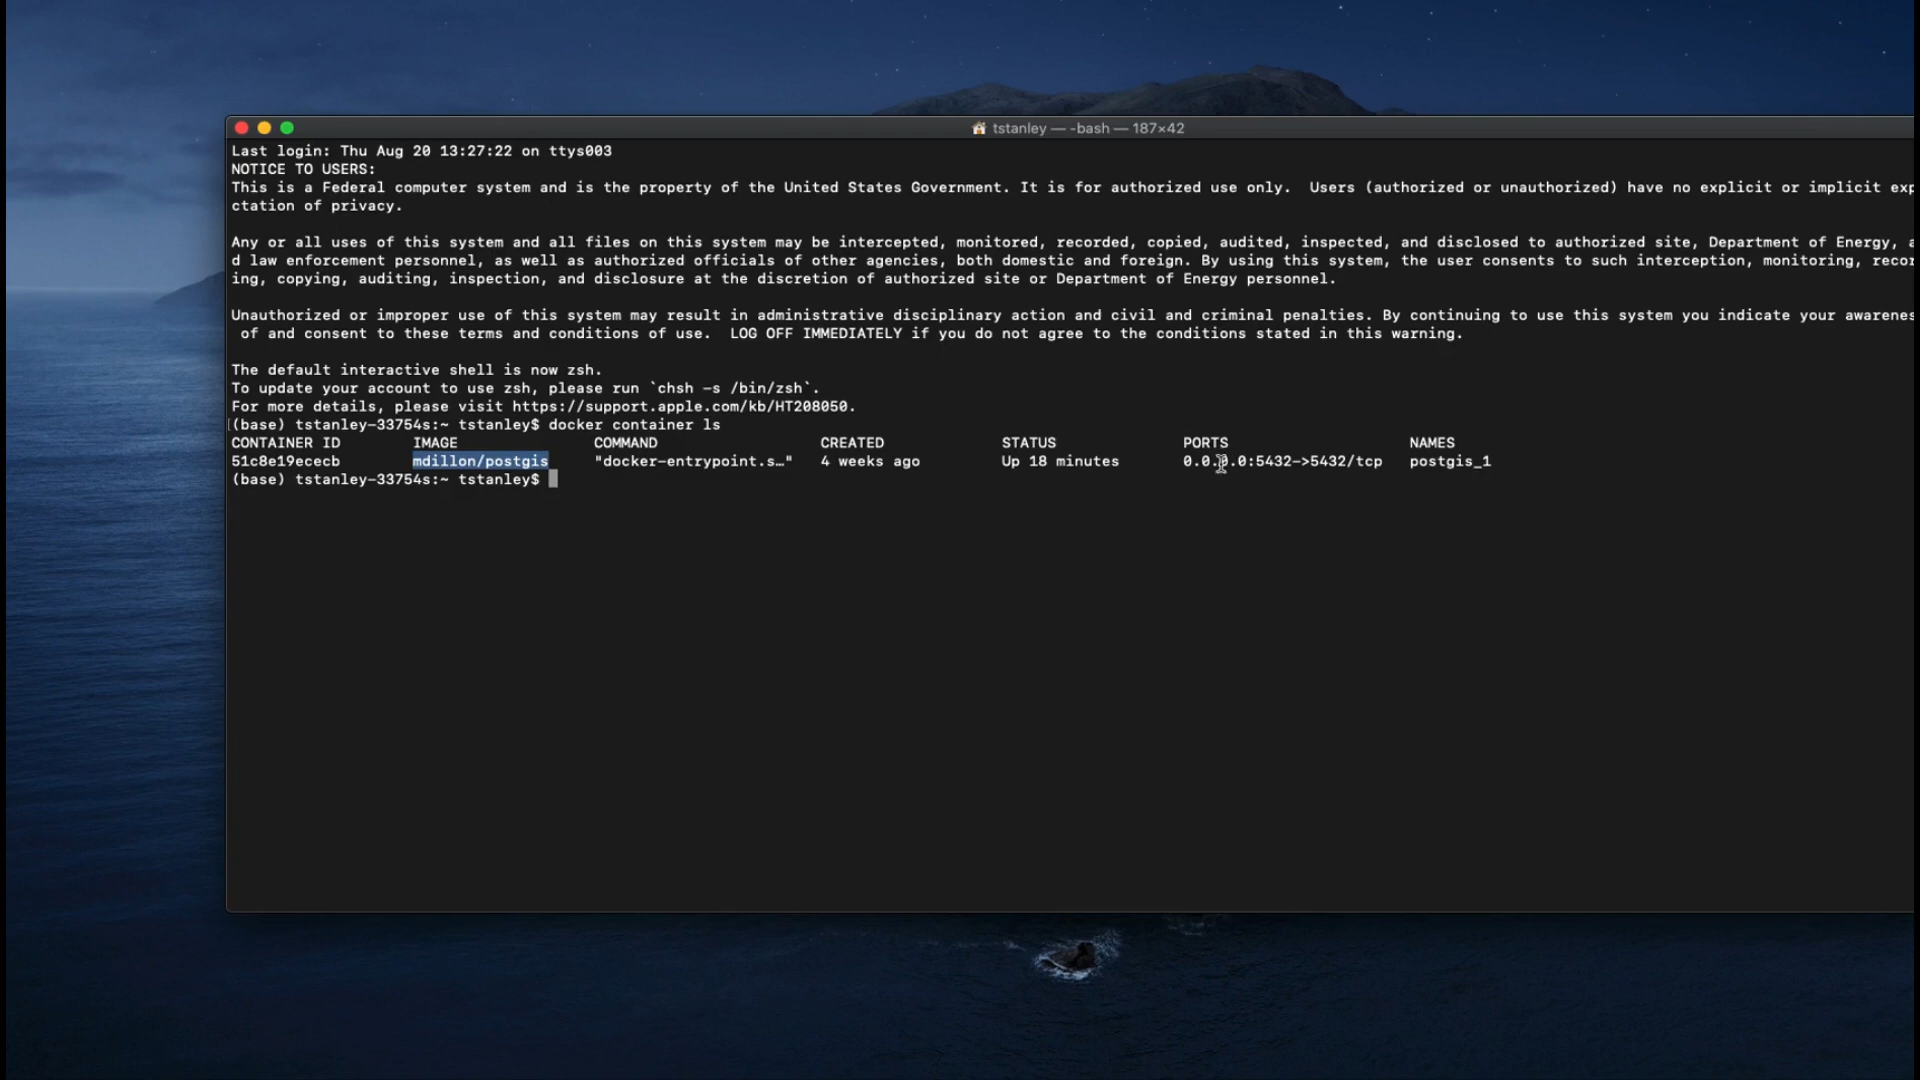 tstanley — -bash — 187×42
Last login: Thu Aug 20 13:27:22 on ttys003
NOTICE TO USERS:
This is a Federal computer system and is the property of the United States Government. It is for authorized use only.  Users (authorized or unauthorized) have no explicit or implicit exp
ctation of privacy.
Any or all uses of this system and all files on this system may be intercepted, monitored, recorded, copied, audited, inspected, and disclosed to authorized site, Department of Energy, a
d law enforcement personnel, as well as authorized officials of other agencies, both domestic and foreign. By using this system, the user consents to such interception, monitoring, recor
ing, copying, auditing, inspection, and disclosure at the discretion of authorized site or Department of Energy personnel.
Unauthorized or improper use of this system may result in administrative disciplinary action and civil and criminal penalties. By continuing to use this system you indicate your awarenes
of and consent to these terms and conditions of use.  LOG OFF IMMEDIATELY if you do not agree to the conditions stated in this warning.
The default interactive shell is now zsh.
To update your account to use zsh, please run `chsh -s /bin/zsh`.
For more details, please visit https://support.apple.com/kb/HT208050.
[(base) tstanley-33754s:~ tstanley$ docker container ls
CONTAINER ID IMAGE COMMAND CREATED STATUS PORTS NAMES
51c8e19ececb mdillon/postgis "docker-entrypoint.s…" 4 weeks ago Up 18 minutes 0.0.0.0:5432->5432/tcp postgis_1
(base) tstanley-33754s:~ tstanley$